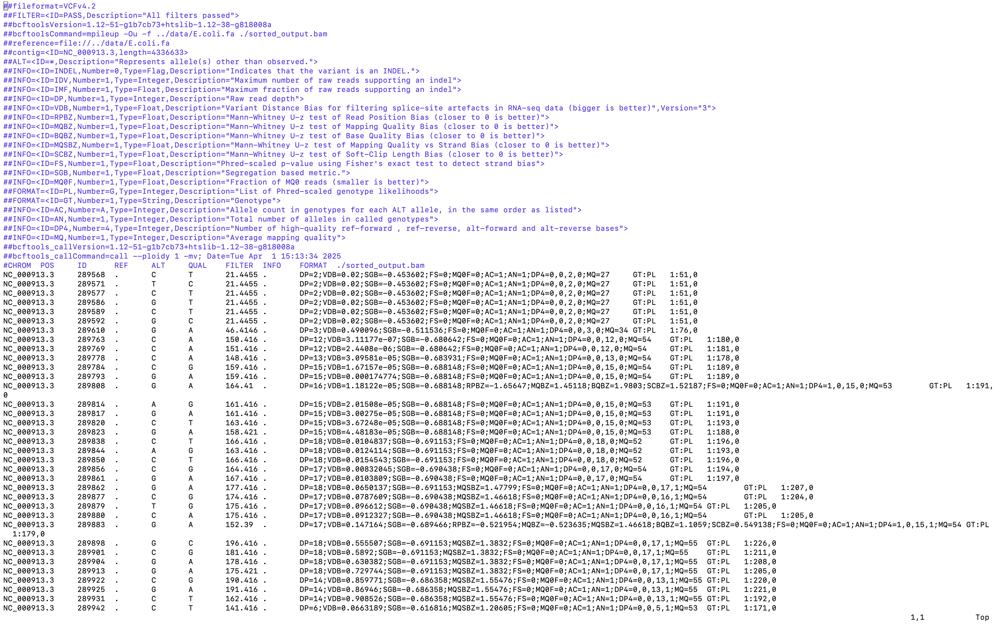 ##fileformat=VCFv4.2
##FILTER=<ID=PASS,Description="All filters passed">
##bcftoolsVersion=1.12-51-g1b7cb73+htslib-1.12-38-g818008a
##bcftoolsCommand=mpileup -Ou -f ../data/E.coli.fa ./sorted_output.bam
##reference=file://../data/E.coli.fa
##contig=<ID=NC_000913.3,length=4336633>
##ALT=<ID=*,Description="Represents allele(s) other than observed.">
##INFO=<ID=INDEL,Number=0,Type=Flag,Description="Indicates that the variant is an INDEL.">
##INFO=<ID=IDV,Number=1,Type=Integer,Description="Maximum number of raw reads supporting an indel">
##INFO=<ID=IMF,Number=1,Type=Float,Description="Maximum fraction of raw reads supporting an indel">
##INFO=<ID=DP,Number=1,Type=Integer,Description="Raw read depth">
##INFO=<ID=VDB,Number=1,Type=Float,Description="Variant Distance Bias for filtering splice-site artefacts in RNA-seq data (bigger is better)",Version="3">
##INFO=<ID=RPBZ,Number=1,Type=Float,Description="Mann-Whitney U-z test of Read Position Bias (closer to 0 is better)">
##INFO=<ID=MQBZ,Number=1,Type=Float,Description="Mann-Whitney U-z test of Mapping Quality Bias (closer to 0 is better)">
##INFO=<ID=BQBZ,Number=1,Type=Float,Description="Mann-Whitney U-z test of Base Quality Bias (closer to 0 is better)">
##INFO=<ID=MQSBZ,Number=1,Type=Float,Description="Mann-Whitney U-z test of Mapping Quality vs Strand Bias (closer to 0 is better)">
##INFO=<ID=SCBZ,Number=1,Type=Float,Description="Mann-Whitney U-z test of Soft-Clip Length Bias (closer to 0 is better)">
##INFO=<ID=FS,Number=1,Type=Float,Description="Phred-scaled p-value using Fisher's exact test to detect strand bias">
##INFO=<ID=SGB,Number=1,Type=Float,Description="Segregation based metric.">
##INFO=<ID=MQ0F,Number=1,Type=Float,Description="Fraction of MQ0 reads (smaller is better)">
##FORMAT=<ID=PL,Number=G,Type=Integer,Description="List of Phred-scaled genotype likelihoods">
##FORMAT=<ID=GT,Number=1,Type=String,Description="Genotype">
##INFO=<ID=AC,Number=A,Type=Integer,Description="Allele count in genotypes for each ALT allele, in the same order as listed">
##INFO=<ID=AN,Number=1,Type=Integer,Description="Total number of alleles in called genotypes">
##INFO=<ID=DP4,Number=4,Type=Integer,Description="Number of high-quality ref-forward , ref-reverse, alt-forward and alt-reverse bases">
##INFO=<ID=MQ,Number=1,Type=Integer,Description="Average mapping quality">
##bcftools_callVersion=1.12-51-g1b7cb73+htslib-1.12-38-g818008a
##bcftools_callCommand=call --ploidy 1 -mv; Date=Tue Apr  1 15:13:34 2025
#CHROM POS ID REF ALT QUAL FILTER INFO FORMAT ./sorted_output.bam
NC_000913.3 289568 . C T 21.4455 . DP=2;VDB=0.02;SGB=-0.453602;FS=0;MQ0F=0;AC=1;AN=1;DP4=0,0,2,0;MQ=27 GT:PL 1:51,0
NC_000913.3 289571 . T C 21.4455 . DP=2;VDB=0.02;SGB=-0.453602;FS=0;MQ0F=0;AC=1;AN=1;DP4=0,0,2,0;MQ=27 GT:PL 1:51,0
NC_000913.3 289577 . C T 21.4455 . DP=2;VDB=0.02;SGB=-0.453602;FS=0;MQ0F=0;AC=1;AN=1;DP4=0,0,2,0;MQ=27 GT:PL 1:51,0
NC_000913.3 289586 . G T 21.4455 . DP=2;VDB=0.02;SGB=-0.453602;FS=0;MQ0F=0;AC=1;AN=1;DP4=0,0,2,0;MQ=27 GT:PL 1:51,0
NC_000913.3 289589 . C T 21.4455 . DP=2;VDB=0.02;SGB=-0.453602;FS=0;MQ0F=0;AC=1;AN=1;DP4=0,0,2,0;MQ=27 GT:PL 1:51,0
NC_000913.3 289592 . G C 21.4455 . DP=2;VDB=0.02;SGB=-0.453602;FS=0;MQ0F=0;AC=1;AN=1;DP4=0,0,2,0;MQ=27 GT:PL 1:51,0
NC_000913.3 289610 . G A 46.4146 . DP=3;VDB=0.490096;SGB=-0.511536;FS=0;MQ0F=0;AC=1;AN=1;DP4=0,0,3,0;MQ=34 GT:PL 1:76,0
NC_000913.3 289763 . C A 150.416 . DP=12;VDB=3.11177e-07;SGB=-0.680642;FS=0;MQ0F=0;AC=1;AN=1;DP4=0,0,12,0;MQ=54 GT:PL 1:180,0
NC_000913.3 289769 . C A 151.416 . DP=12;VDB=2.4408e-06;SGB=-0.680642;FS=0;MQ0F=0;AC=1;AN=1;DP4=0,0,12,0;MQ=54 GT:PL 1:181,0
NC_000913.3 289778 . C A 148.416 . DP=13;VDB=3.09581e-05;SGB=-0.683931;FS=0;MQ0F=0;AC=1;AN=1;DP4=0,0,13,0;MQ=54 GT:PL 1:178,0
NC_000913.3 289784 . C G 159.416 . DP=15;VDB=1.67157e-05;SGB=-0.688148;FS=0;MQ0F=0;AC=1;AN=1;DP4=0,0,15,0;MQ=54 GT:PL 1:189,0
NC_000913.3 289793 . G A 159.416 . DP=15;VDB=0.000174774;SGB=-0.688148;FS=0;MQ0F=0;AC=1;AN=1;DP4=0,0,15,0;MQ=54 GT:PL 1:189,0
NC_000913.3 289808 . G A 164.41 . DP=16;VDB=1.18122e-05;SGB=-0.688148;RPBZ=-1.65647;MQBZ=1.45118;BQBZ=1.9803;SCBZ=1.52187;FS=0;MQ0F=0;AC=1;AN=1;DP4=1,0,15,0;MQ=53 GT:PL 1:191,
0
NC_000913.3 289814 . A G 161.416 . DP=15;VDB=2.01508e-05;SGB=-0.688148;FS=0;MQ0F=0;AC=1;AN=1;DP4=0,0,15,0;MQ=53 GT:PL 1:191,0
NC_000913.3 289817 . G A 161.416 . DP=15;VDB=3.00275e-05;SGB=-0.688148;FS=0;MQ0F=0;AC=1;AN=1;DP4=0,0,15,0;MQ=53 GT:PL 1:191,0
NC_000913.3 289820 . C T 163.416 . DP=15;VDB=3.67248e-05;SGB=-0.688148;FS=0;MQ0F=0;AC=1;AN=1;DP4=0,0,15,0;MQ=53 GT:PL 1:193,0
NC_000913.3 289823 . G A 158.421 . DP=15;VDB=4.48183e-05;SGB=-0.688148;FS=0;MQ0F=0;AC=1;AN=1;DP4=0,0,15,0;MQ=53 GT:PL 1:188,0
NC_000913.3 289838 . C T 166.416 . DP=18;VDB=0.0104837;SGB=-0.691153;FS=0;MQ0F=0;AC=1;AN=1;DP4=0,0,18,0;MQ=52 GT:PL 1:196,0
NC_000913.3 289844 . A G 163.416 . DP=18;VDB=0.0124114;SGB=-0.691153;FS=0;MQ0F=0;AC=1;AN=1;DP4=0,0,18,0;MQ=52 GT:PL 1:193,0
NC_000913.3 289850 . C T 166.416 . DP=18;VDB=0.0154543;SGB=-0.691153;FS=0;MQ0F=0;AC=1;AN=1;DP4=0,0,18,0;MQ=52 GT:PL 1:196,0
NC_000913.3 289856 . C G 164.416 . DP=17;VDB=0.00832045;SGB=-0.690438;FS=0;MQ0F=0;AC=1;AN=1;DP4=0,0,17,0;MQ=54 GT:PL 1:194,0
NC_000913.3 289861 . G A 167.416 . DP=17;VDB=0.0103809;SGB=-0.690438;FS=0;MQ0F=0;AC=1;AN=1;DP4=0,0,17,0;MQ=54 GT:PL 1:197,0
NC_000913.3 289862 . G A 177.416 . DP=18;VDB=0.0650137;SGB=-0.691153;MQSBZ=1.47799;FS=0;MQ0F=0;AC=1;AN=1;DP4=0,0,17,1;MQ=54 GT:PL 1:207,0
NC_000913.3 289877 . C G 174.416 . DP=17;VDB=0.0787609;SGB=-0.690438;MQSBZ=1.46618;FS=0;MQ0F=0;AC=1;AN=1;DP4=0,0,16,1;MQ=54 GT:PL 1:204,0
NC_000913.3 289879 . T G 175.416 . DP=17;VDB=0.096612;SGB=-0.690438;MQSBZ=1.46618;FS=0;MQ0F=0;AC=1;AN=1;DP4=0,0,16,1;MQ=54 GT:PL 1:205,0
NC_000913.3 289880 . C A 175.416 . DP=17;VDB=0.0912327;SGB=-0.690438;MQSBZ=1.46618;FS=0;MQ0F=0;AC=1;AN=1;DP4=0,0,16,1;MQ=54 GT:PL 1:205,0
NC_000913.3 289883 . G A 152.39 . DP=17;VDB=0.147164;SGB=-0.689466;RPBZ=-0.521954;MQBZ=-0.523635;MQSBZ=1.46618;BQBZ=1.1059;SCBZ=0.549138;FS=0;MQ0F=0;AC=1;AN=1;DP4=1,0,15,1;MQ=54 GT:PL
1:179,0
NC_000913.3 289898 . G C 196.416 . DP=18;VDB=0.555507;SGB=-0.691153;MQSBZ=1.3832;FS=0;MQ0F=0;AC=1;AN=1;DP4=0,0,17,1;MQ=55 GT:PL 1:226,0
NC_000913.3 289901 . C G 181.416 . DP=18;VDB=0.5892;SGB=-0.691153;MQSBZ=1.3832;FS=0;MQ0F=0;AC=1;AN=1;DP4=0,0,17,1;MQ=55 GT:PL 1:211,0
NC_000913.3 289904 . G A 178.416 . DP=18;VDB=0.630382;SGB=-0.691153;MQSBZ=1.3832;FS=0;MQ0F=0;AC=1;AN=1;DP4=0,0,17,1;MQ=55 GT:PL 1:208,0
NC_000913.3 289913 . G A 175.421 . DP=18;VDB=0.729744;SGB=-0.691153;MQSBZ=1.3832;FS=0;MQ0F=0;AC=1;AN=1;DP4=0,0,17,1;MQ=55 GT:PL 1:205,0
NC_000913.3 289922 . C G 190.416 . DP=14;VDB=0.859771;SGB=-0.686358;MQSBZ=1.55476;FS=0;MQ0F=0;AC=1;AN=1;DP4=0,0,13,1;MQ=55 GT:PL 1:220,0
NC_000913.3 289925 . G A 191.416 . DP=14;VDB=0.86946;SGB=-0.686358;MQSBZ=1.55476;FS=0;MQ0F=0;AC=1;AN=1;DP4=0,0,13,1;MQ=55 GT:PL 1:221,0
NC_000913.3 289931 . C T 162.416 . DP=14;VDB=0.908526;SGB=-0.686358;MQSBZ=1.55476;FS=0;MQ0F=0;AC=1;AN=1;DP4=0,0,13,1;MQ=55 GT:PL 1:192,0
NC_000913.3 289942 . C T 141.416 . DP=6;VDB=0.0663189;SGB=-0.616816;MQSBZ=1.20605;FS=0;MQ0F=0;AC=1;AN=1;DP4=0,0,5,1;MQ=53 GT:PL 1:171,0
1,1 Top